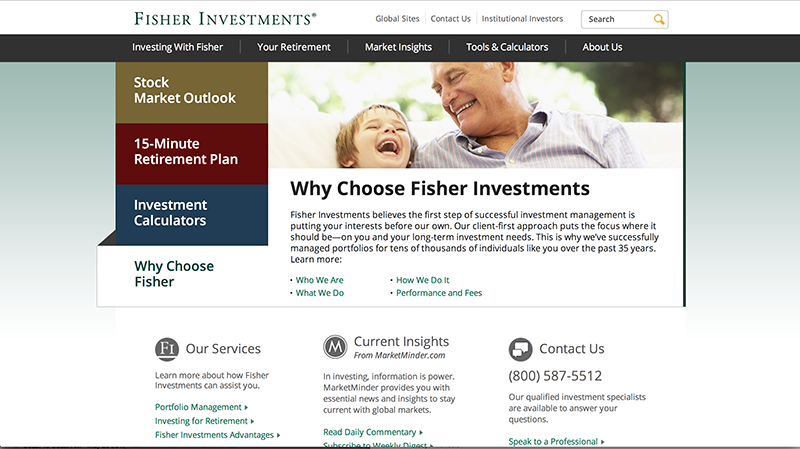 FISHER INVESTMENTS®
Global Sites
Contact Us
Institutional Investors
Search
Investing With Fisher
Your Retirement
Market Insights
Tools & Calculators
About Us
Stock
Market Outlook
15-Minute
Retirement Plan
Investment
Calculators
Why Choose
Fisher
Why Choose Fisher Investments
Fisher Investments believes the first step of successful investment management is
putting your interests before our own. Our client-first approach puts the focus where it
should be—on you and your long-term investment needs. This is why we've successfully
managed portfolios for tens of thousands of individuals like you over the past 35 years.
Learn more:
• Who We Are
• How We Do It
• What We Do
• Performance and Fees
FI
Our Services
Learn more about how Fisher
Investments can assist you.
Portfolio Management
Investing for Retirement
Fisher Investments Advantages
M
Current Insights
From MarketMinder.com
In investing, information is power.
MarketMinder provides you with
essential news and insights to stay
current with global markets.
Read Daily Commentary
Subscribe to Weekly Digest
Contact Us
(800) 587-5512
Our qualified investment specialists
are available to answer your
questions.
Speak to a Professional